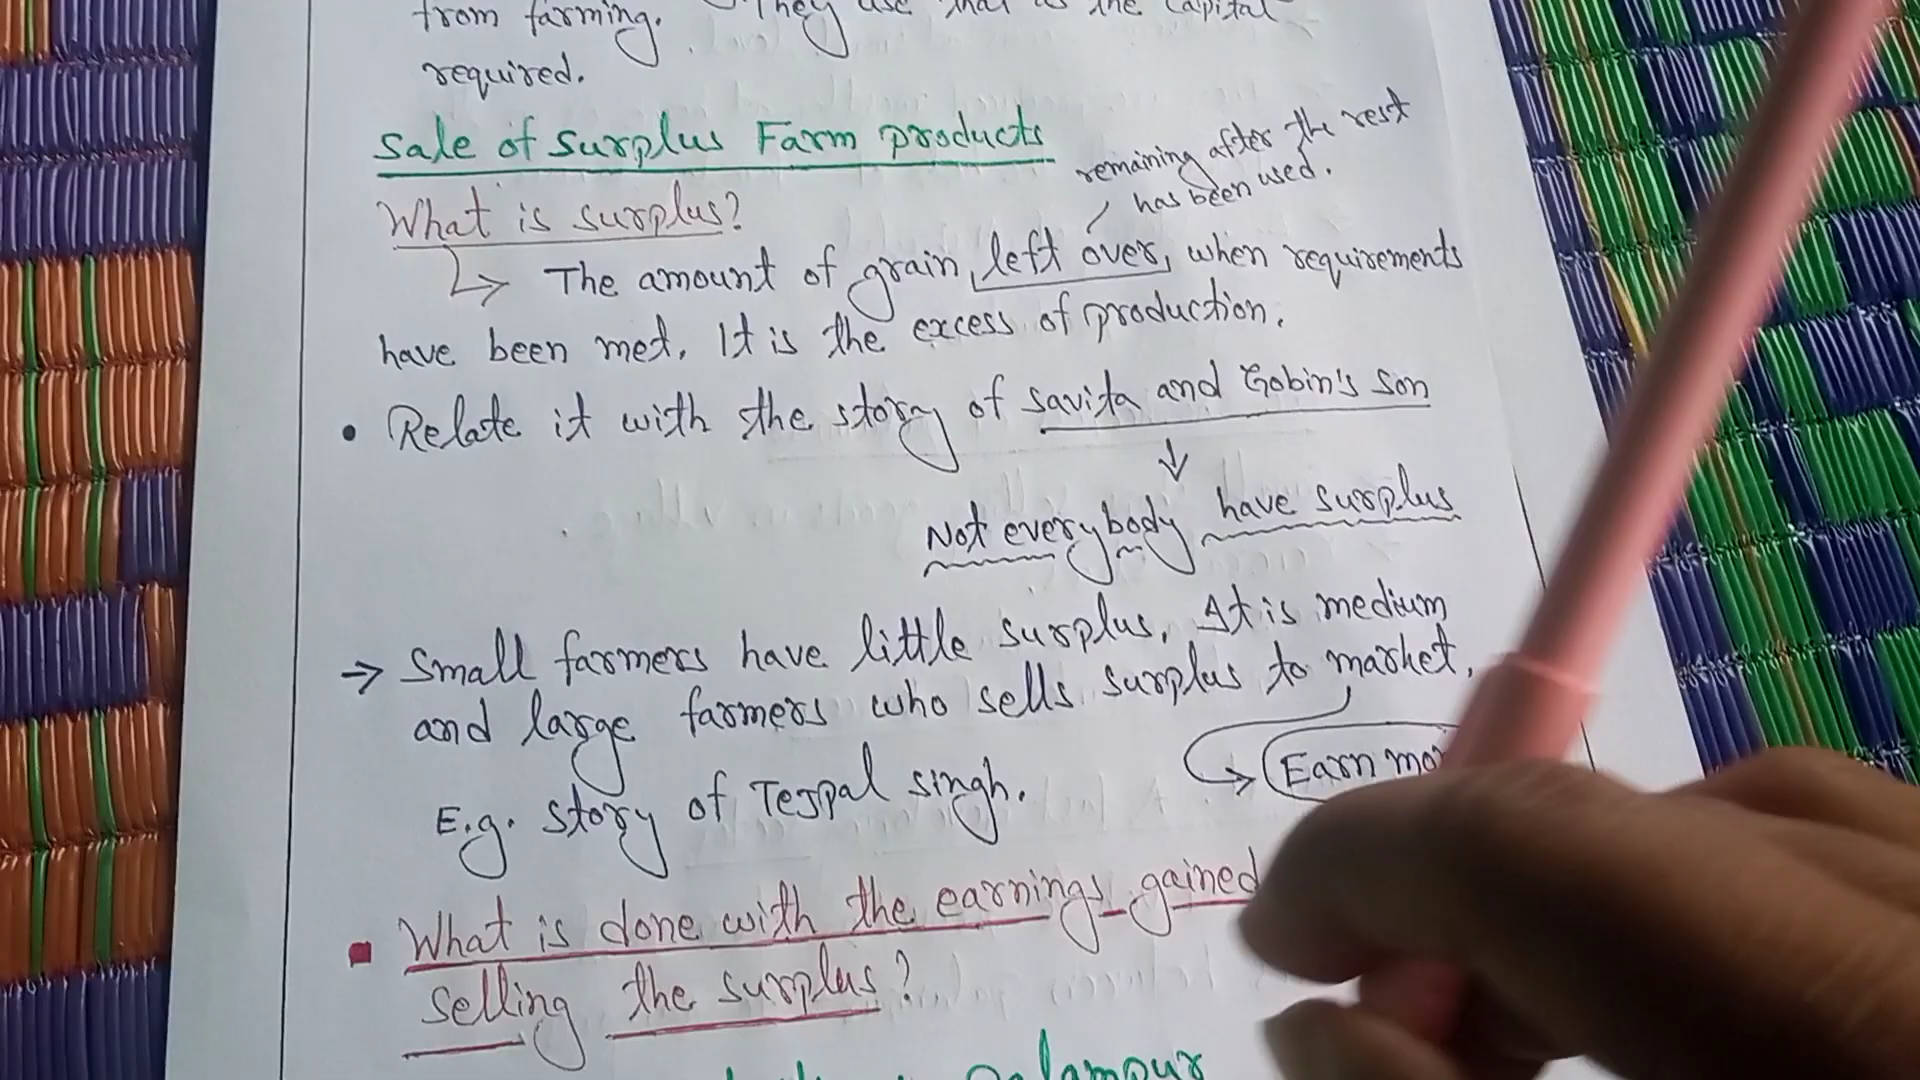 from farming. They use that as the capital
required.
Sale of Surplus Farm products
remaining after the rest
has been used.
What is surplus?
The amount of grain, left over, when requirements
have been met. It is the excess of production.
• Relate it with the story of Savita and Gobin's son
Not everybody have surplus
→ Small farmers have little surplus. It is medium
and large farmers who sells surplus to market.
Earn mo
E.g. story of Tejpal singh.
What is done with the earnings gained
selling the surplus?
Palampur